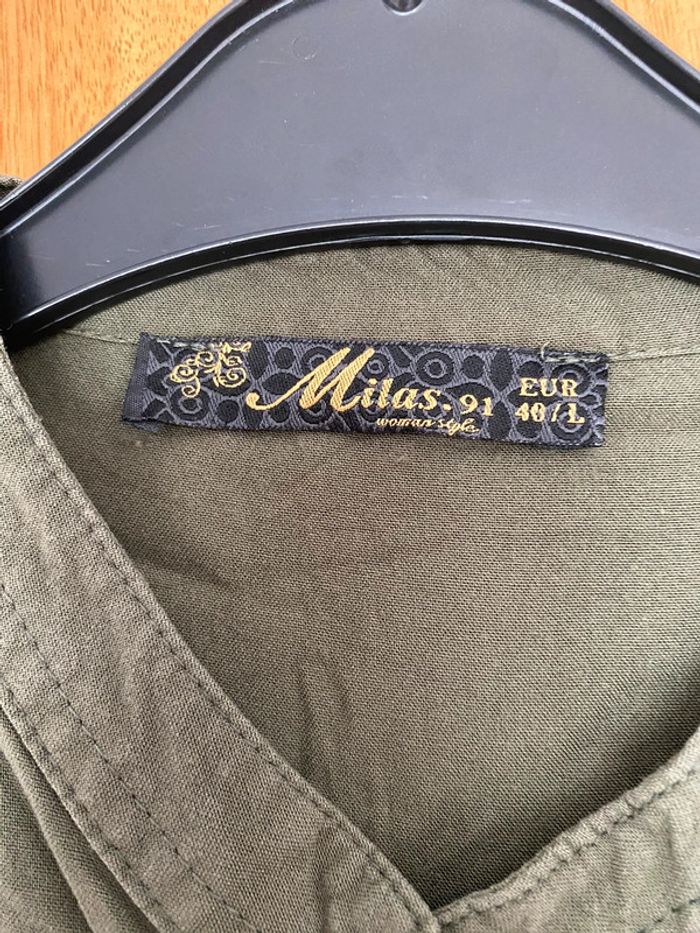 Milas.91
woman style
EUR
40/L